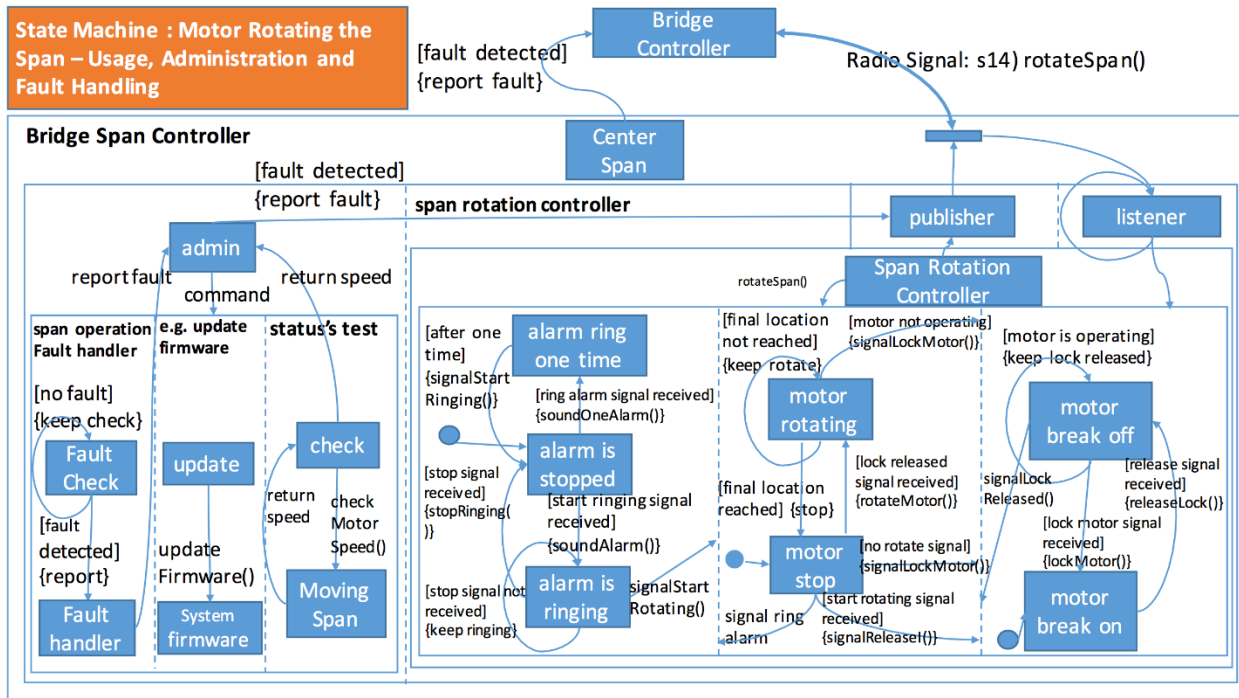 State Machine : Motor Rotating the
Span – Usage, Administration and
Fault Handling
Bridge
Controller
[fault detected]
{report fault}
Radio Signal: s14) rotateSpan()
Bridge Span Controller
Center
Span
[fault detected]
{report fault}
span rotation controller
publisher
listener
admin
report fault
return speed
command
Span Rotation
Controller
rotateSpan()
span operation
Fault handler
e.g. update
firmware
status's test
[no fault]
{keep check}
Fault
Check
[fault
detected]
{report}
Fault
handler
update
update
Firmware()
System
firmware
check
return
speed
check
Motor
Speed()
Moving
Span
[after one
time]
{signalStart
Ringing()}
alarm ring
one time
[ring alarm signal received]
{soundOneAlarm()}
alarm is
stopped
[stop signal
received]
{stopRinging(
)}
[start ringing signal
received]
{soundAlarm()}
[stop signal not
received]
{keep ringing}
alarm is
ringing
signalStart
Rotating()
[final location
not reached]
{keep rotate}
[motor not operating]
{signalLockMotor()}
motor
rotating
[lock released
signal received]
{rotateMotor()}
[final location
reached] {stop}
motor
stop
[no rotate signal]
{signalLockMotor()}
signal ring
alarm
[start rotating signal
received]
{signalReleasel()}
[motor is operating]
{keep lock released}
motor
break off
signalLock
Released()
[release signal
received]
{releaseLock()}
[lock motor signal
received]
{lockMotor()}
motor
break on